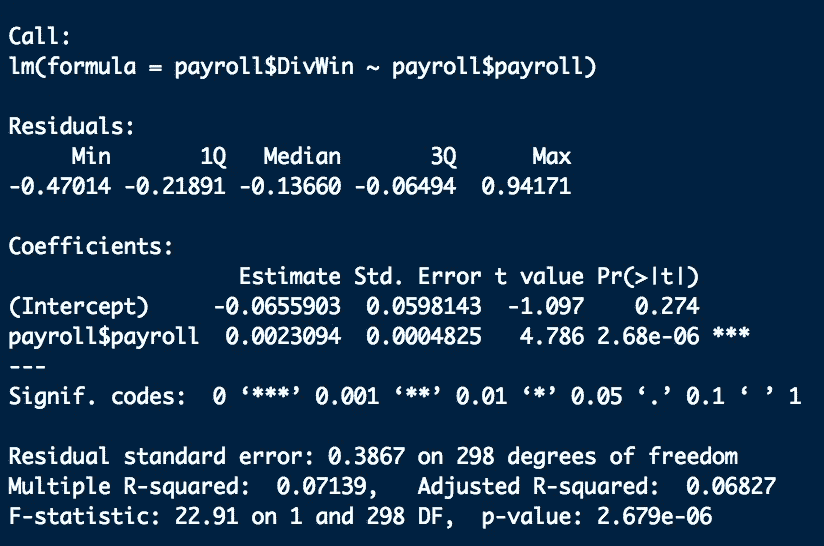 Call:
lm(formula = payroll$DivWin ~ payroll$payroll)
Residuals:
Min 1Q Median 3Q Max
-0.47014 -0.21891 -0.13660 -0.06494 0.94171
Coefficients:
Estimate Std. Error t value Pr(>|t|)
(Intercept) -0.0655903 0.0598143 -1.097 0.274
payroll$payroll 0.0023094 0.0004825 4.786 2.68e-06 ***
---
Signif. codes: 0 ‘***’ 0.001 ‘**’ 0.01 ‘*’ 0.05 ‘.’ 0.1 ‘ ’ 1
Residual standard error: 0.3867 on 298 degrees of freedom
Multiple R-squared: 0.07139, Adjusted R-squared: 0.06827
F-statistic: 22.91 on 1 and 298 DF, p-value: 2.679e-06